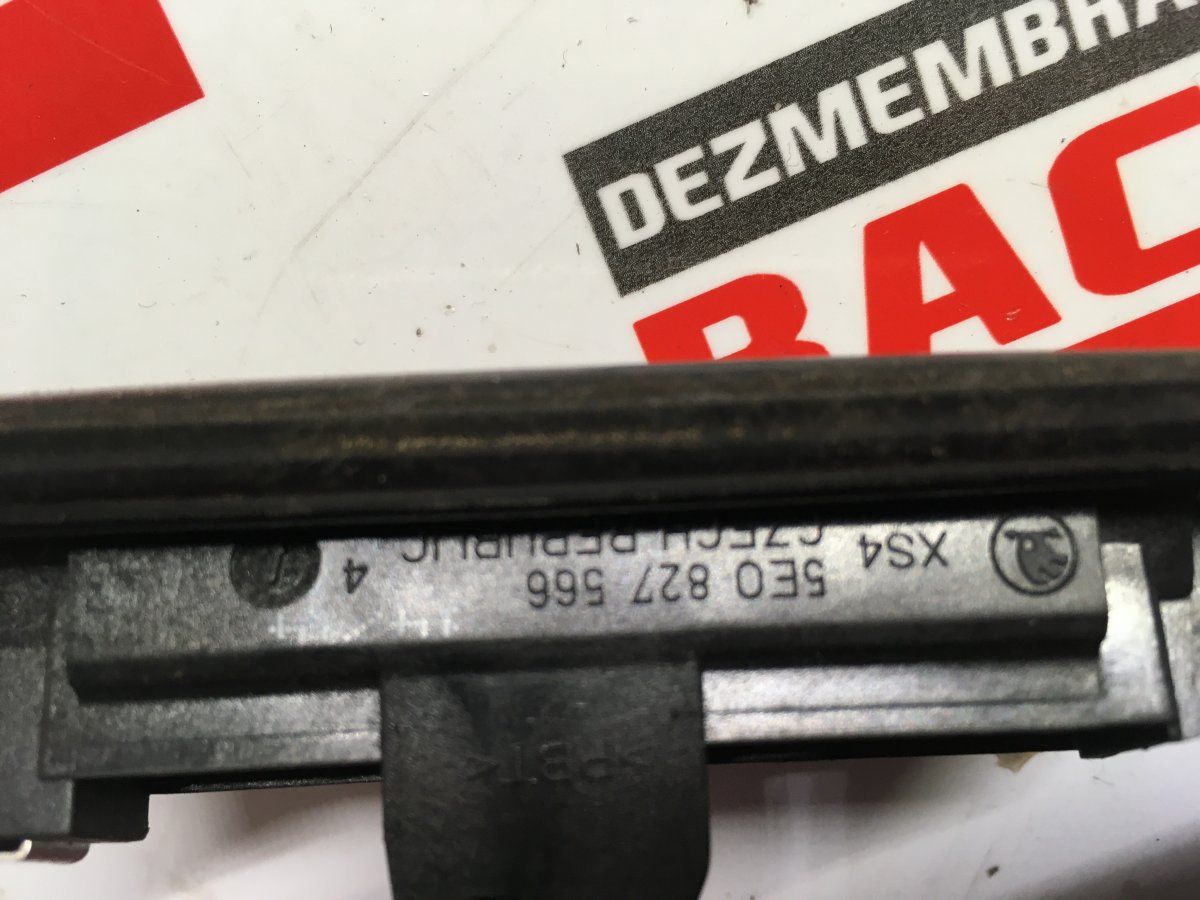 DEZMEMBRA
BAC
XS4
CZECH REPUBLIC
5E0 827 566
4
>PBT<